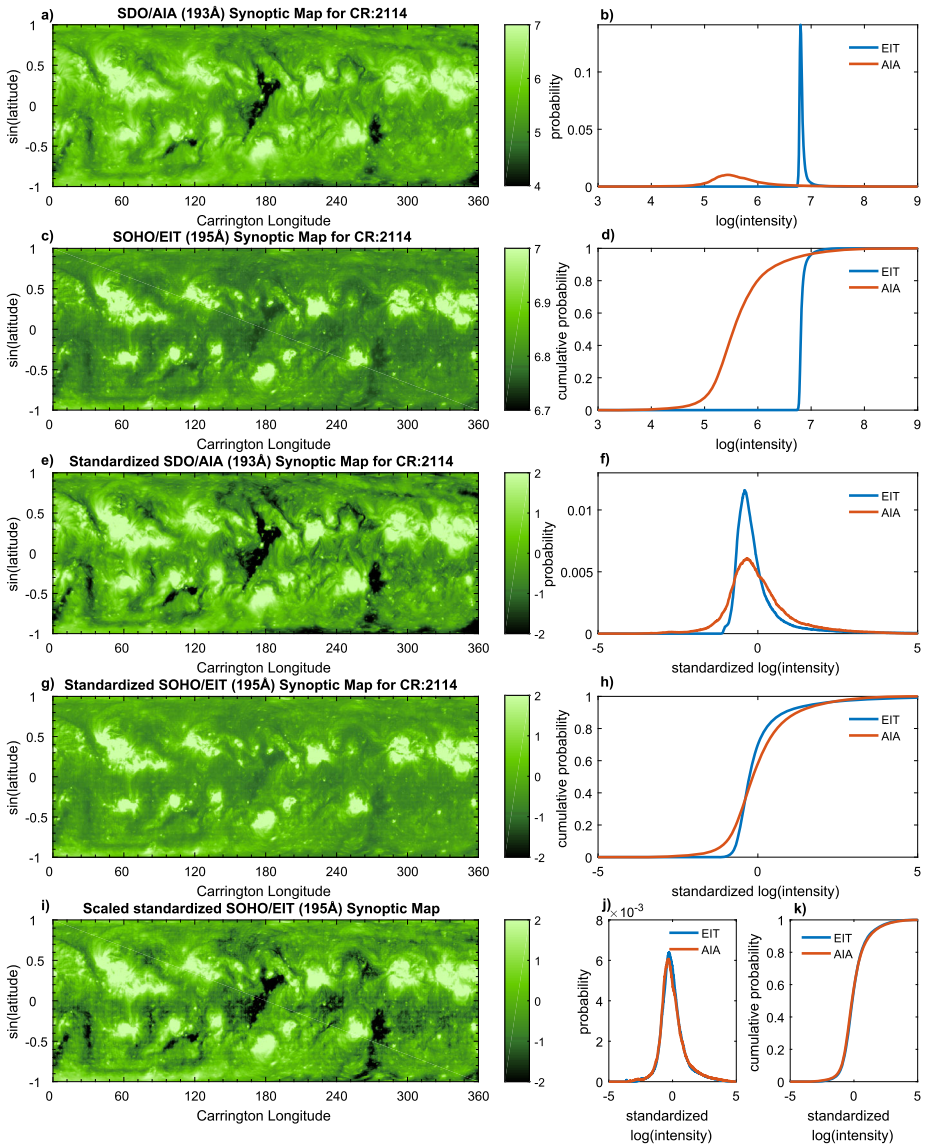 a) SDO/AIA (193Å) Synoptic Map for CR:2114
1
0.5
0
-0.5
-1
sin(latitude)
0 60 120 180 240 300 360
Carrington Longitude
7
6
5
4
b)
0.1
0.05
0
probability
EIT
AIA
3 4 5 6 7 8 9
log(intensity)
c) SOHO/EIT (195Å) Synoptic Map for CR:2114
1
0.5
0
-0.5
-1
sin(latitude)
0 60 120 180 240 300 360
Carrington Longitude
7
6.9
6.8
6.7
d)
1
0.8
0.6
0.4
0.2
0
cumulative probability
EIT
AIA
3 4 5 6 7 8 9
log(intensity)
e) Standardized SDO/AIA (193Å) Synoptic Map for CR:2114
1
0.5
0
-0.5
-1
sin(latitude)
0 60 120 180 240 300 360
Carrington Longitude
2
1
0
-1
-2
f)
0.01
0.005
0
probability
EIT
AIA
-5 0 5
standardized log(intensity)
g) Standardized SOHO/EIT (195Å) Synoptic Map for CR:2114
1
0.5
0
-0.5
-1
sin(latitude)
0 60 120 180 240 300 360
Carrington Longitude
2
1
0
-1
-2
h)
1
0.8
0.6
0.4
0.2
0
cumulative probability
EIT
AIA
-5 0 5
standardized log(intensity)
i) Scaled standardized SOHO/EIT (195Å) Synoptic Map
1
0.5
0
-0.5
-1
sin(latitude)
0 60 120 180 240 300 360
Carrington Longitude
2
1
0
-1
-2
j)
×10⁻³
8
6
4
2
0
probability
EIT
AIA
-5 0 5
standardized
log(intensity)
k)
1
0.8
0.6
0.4
0.2
0
cumulative probability
EIT
AIA
-5 0 5
standardized
log(intensity)